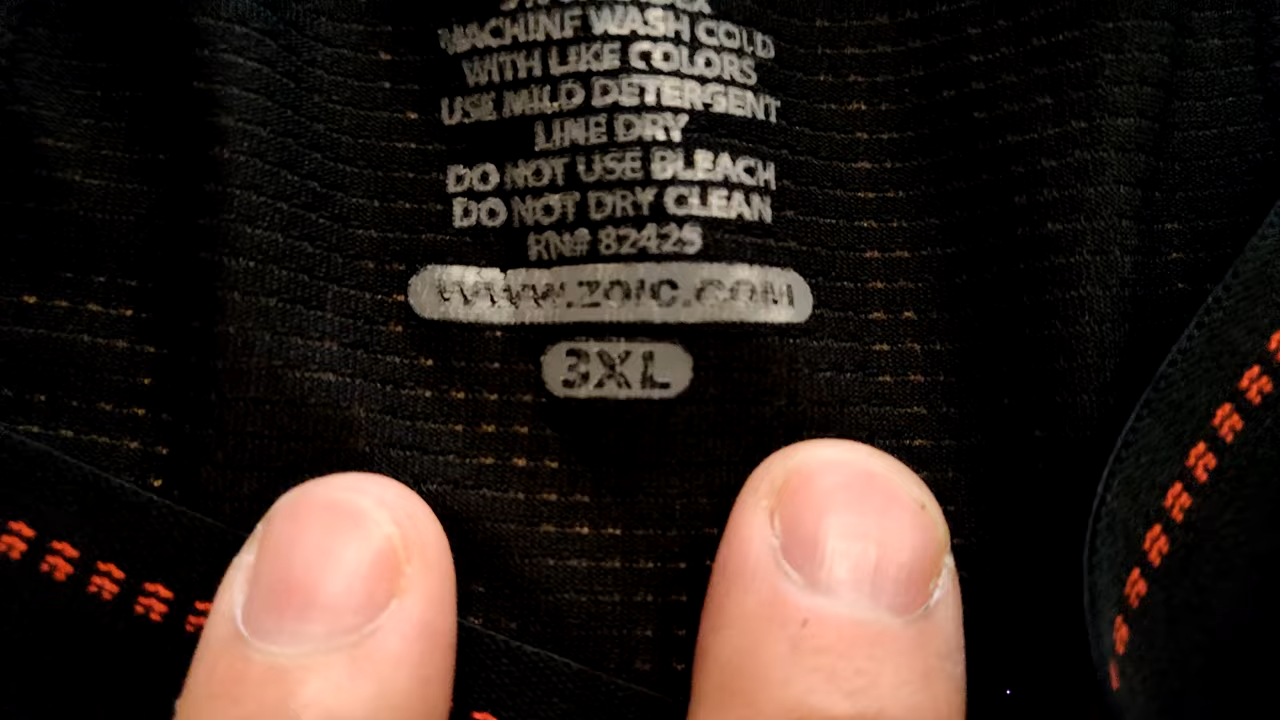 MACHINE WASH COLD
WITH LIKE COLORS
USE MILD DETERGENT
LINE DRY
DO NOT USE BLEACH
DO NOT DRY CLEAN
RN# 82425
WWW.ZOIC.COM
3XL